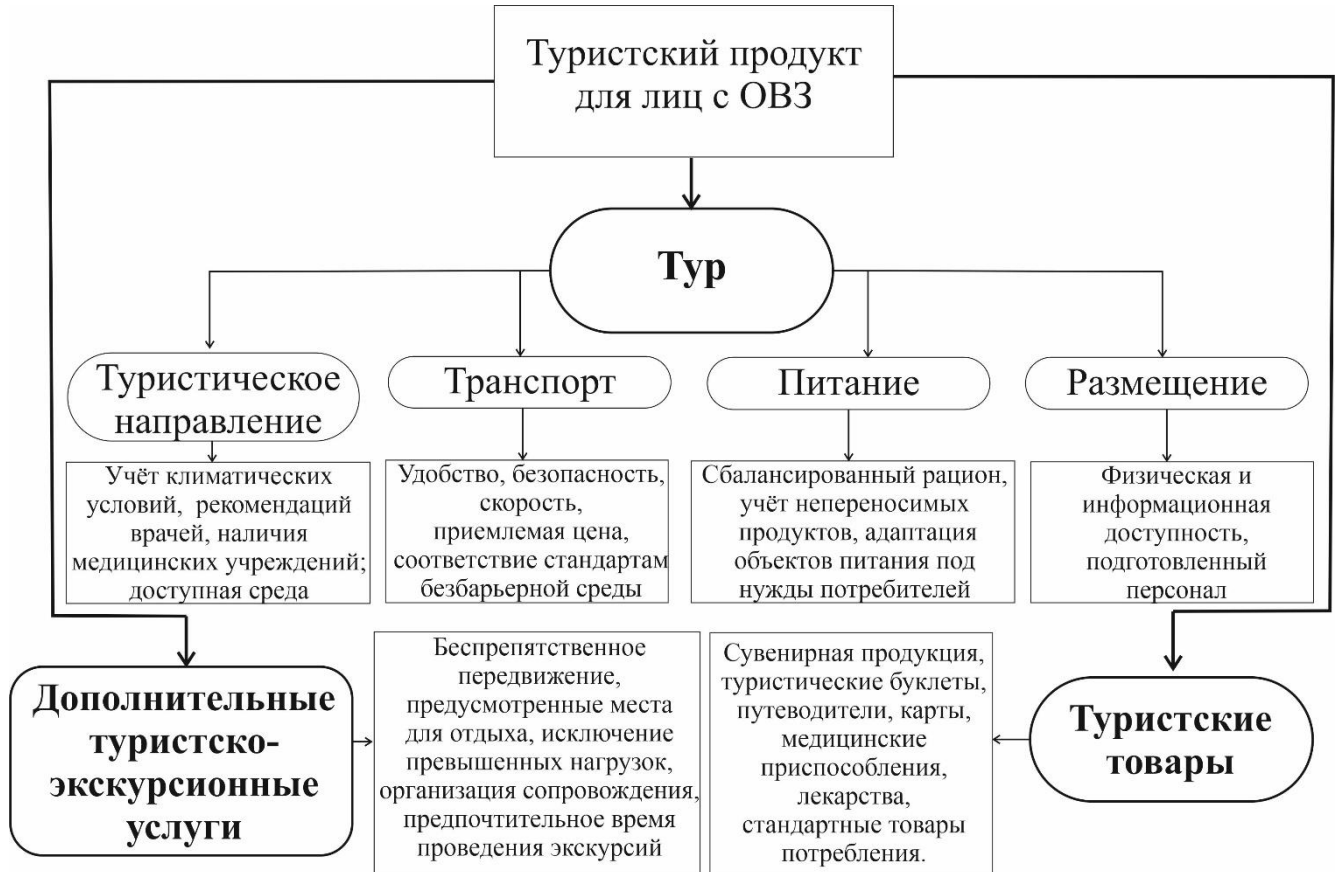 Туристский продукт
для лиц с ОВЗ
Тур
Туристическое
направление
Транспорт
Питание
Размещение
Учёт климатических
условий, рекомендаций
врачей, наличия
медицинских учреждений;
доступная среда
Удобство, безопасность,
скорость,
приемлемая цена,
соответствие стандартам
безбарьерной среды
Сбалансированный рацион,
учёт непереносимых
продуктов, адаптация
объектов питания под
нужды потребителей
Физическая и
информационная
доступность,
подготовленный
персонал
Дополнительные
туристско-
экскурсионные
услуги
Беспрепятственное
передвижение,
предусмотренные места
для отдыха, исключение
превышенных нагрузок,
организация сопровождения,
предпочтительное время
проведения экскурсий
Сувенирная продукция,
туристические буклеты,
путеводители, карты,
медицинские
приспособления,
лекарства,
стандартные товары
потребления.
Туристские
товары